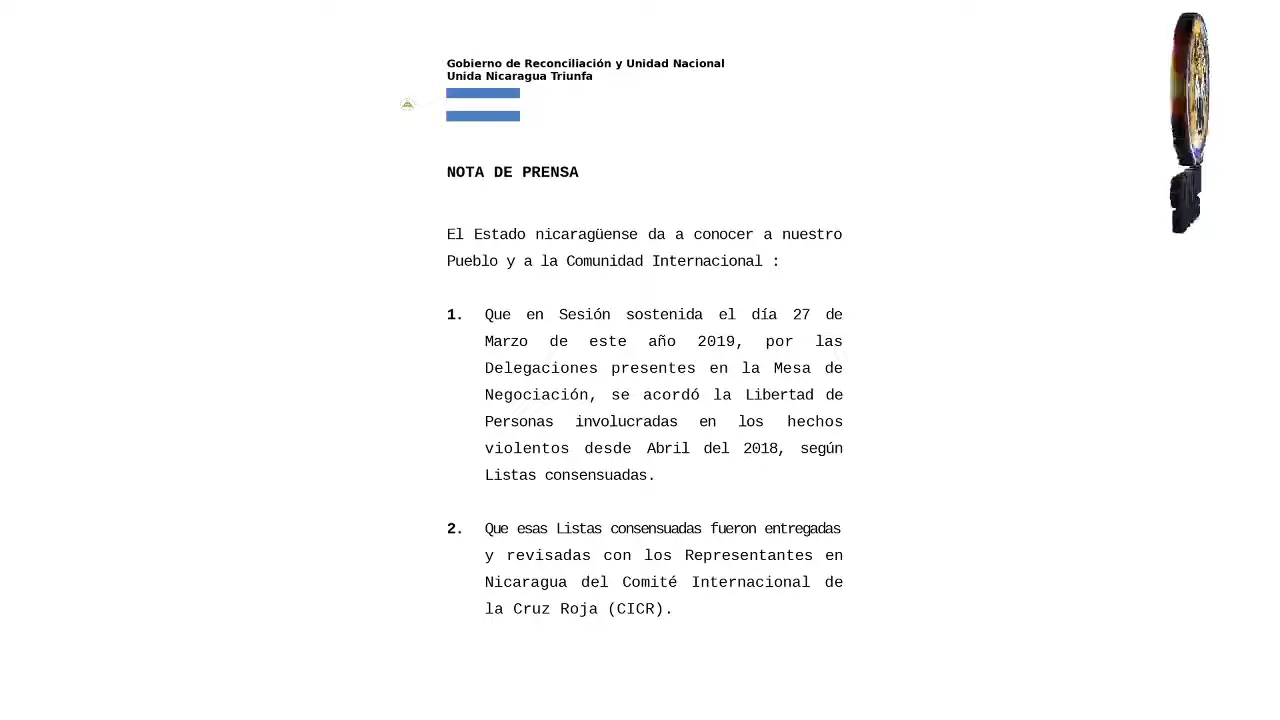 Gobierno de Reconciliación y Unidad Nacional
Unida Nicaragua Triunfa
NOTA DE PRENSA
El Estado nicaragüense da a conocer a nuestro
Pueblo y a la Comunidad Internacional :
1. Que en Sesión sostenida el día 27 de
Marzo de este año 2019, por las
Delegaciones presentes en la Mesa de
Negociación, se acordó la Libertad de
Personas involucradas en los hechos
violentos desde Abril del 2018, según
Listas consensuadas.
2. Que esas Listas consensuadas fueron entregadas
y revisadas con los Representantes en
Nicaragua del Comité Internacional de
la Cruz Roja (CICR).